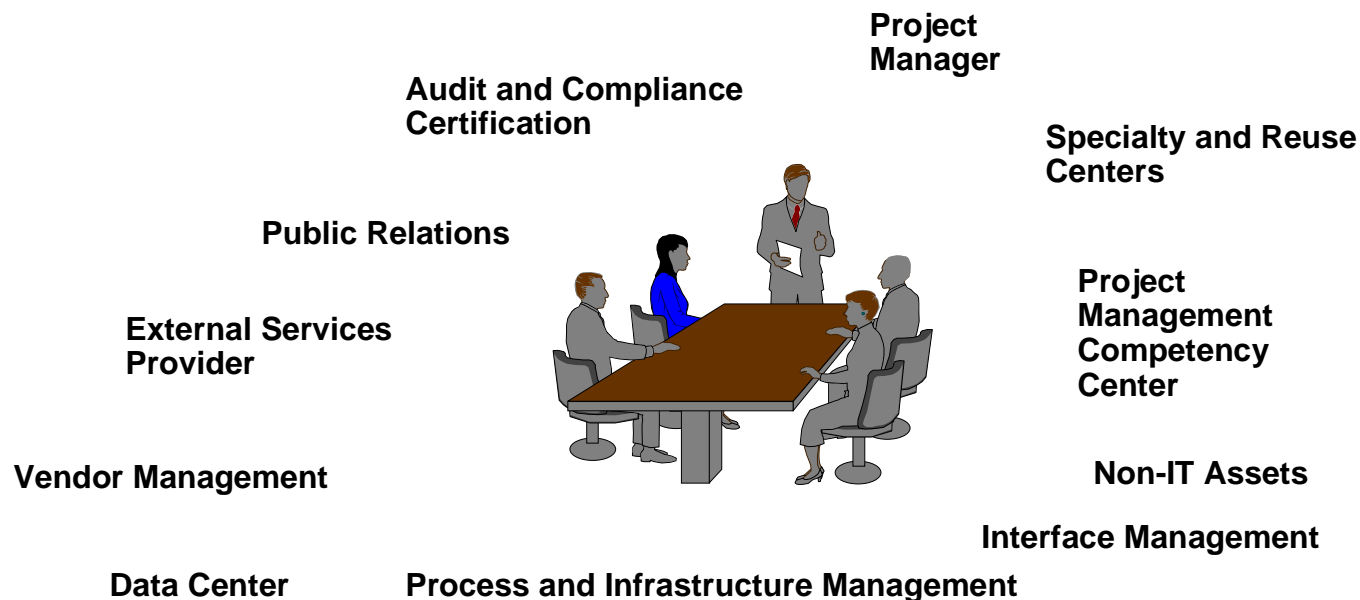 Project
Manager
Audit and Compliance
Certification
Specialty and Reuse
Centers
Public Relations
Project
Management
Competency
Center
External Services
Provider
Vendor Management
Non-IT Assets
Interface Management
Data Center
Process and Infrastructure Management